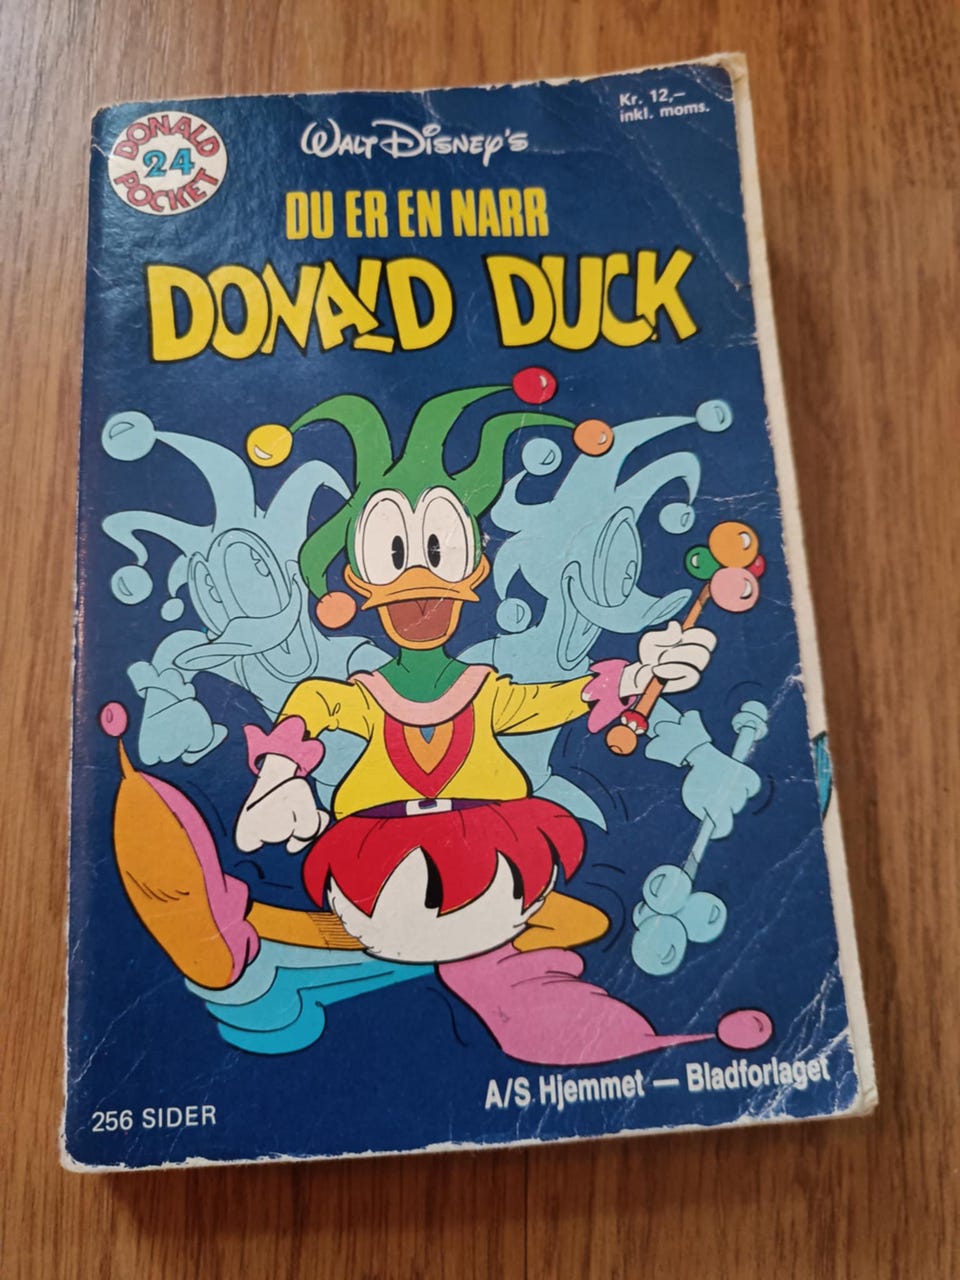 DONALD
24
POCKET
Kr. 12,–
inkl. moms.
WALT DISNEY'S
DU ER EN NARR
DONALD DUCK
A/S Hjemmet — Bladforlaget
256 SIDER